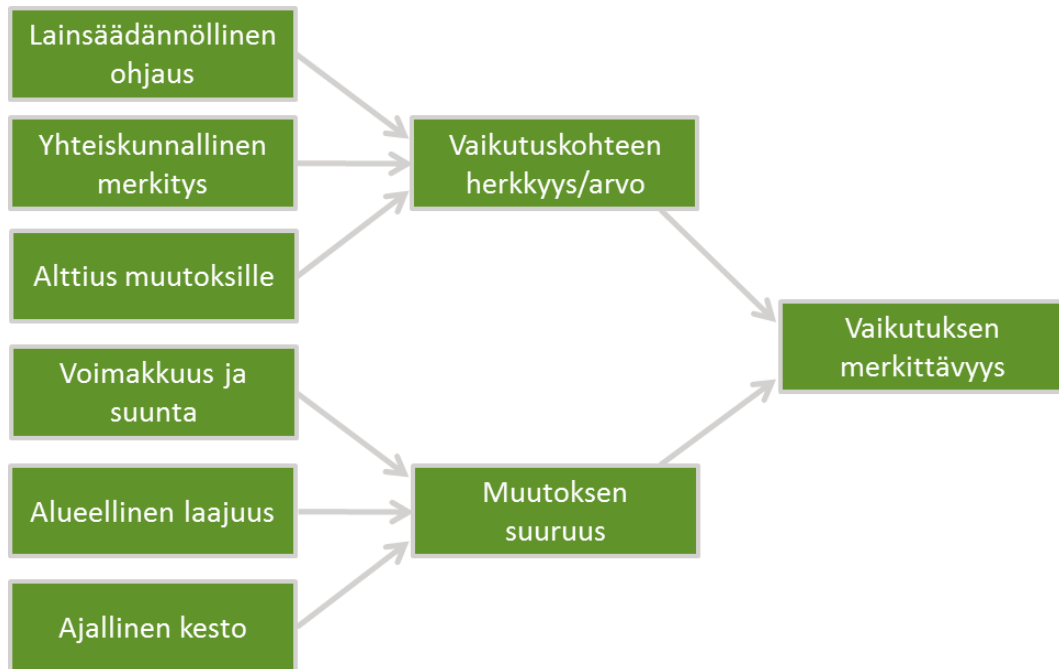 Lainsäädännöllinen
ohjaus
Yhteiskunnallinen
merkitys
Alttius muutoksille
Voimakkuus ja
suunta
Alueellinen laajuus
Ajallinen kesto
Vaikutuskohteen
herkkyys/arvo
Muutoksen
suuruus
Vaikutuksen
merkittävyys